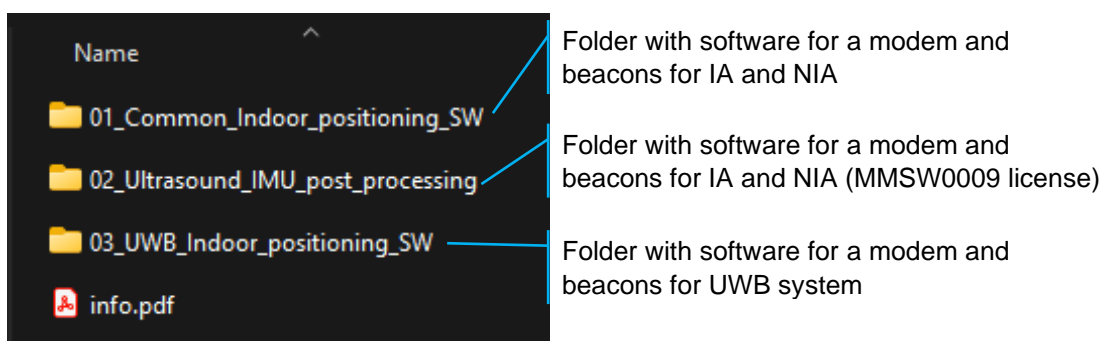 Name
01_Common_Indoor_positioning_SW
02_Ultrasound_IMU_post_processing
03_UWB_Indoor_positioning_SW
info.pdf
Folder with software for a modem and
beacons for IA and NIA
Folder with software for a modem and
beacons for IA and NIA (MMSW0009 license)
Folder with software for a modem and
beacons for UWB system